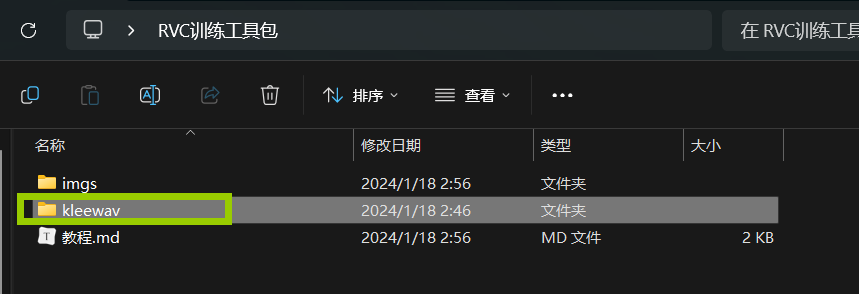 RVC训练工具包
在 RVC训练工具
排序
查看
名称 修改日期 类型 大小
imgs 2024/1/18 2:56 文件夹
kleewav 2024/1/18 2:46 文件夹
教程.md 2024/1/18 2:56 MD 文件 2 KB